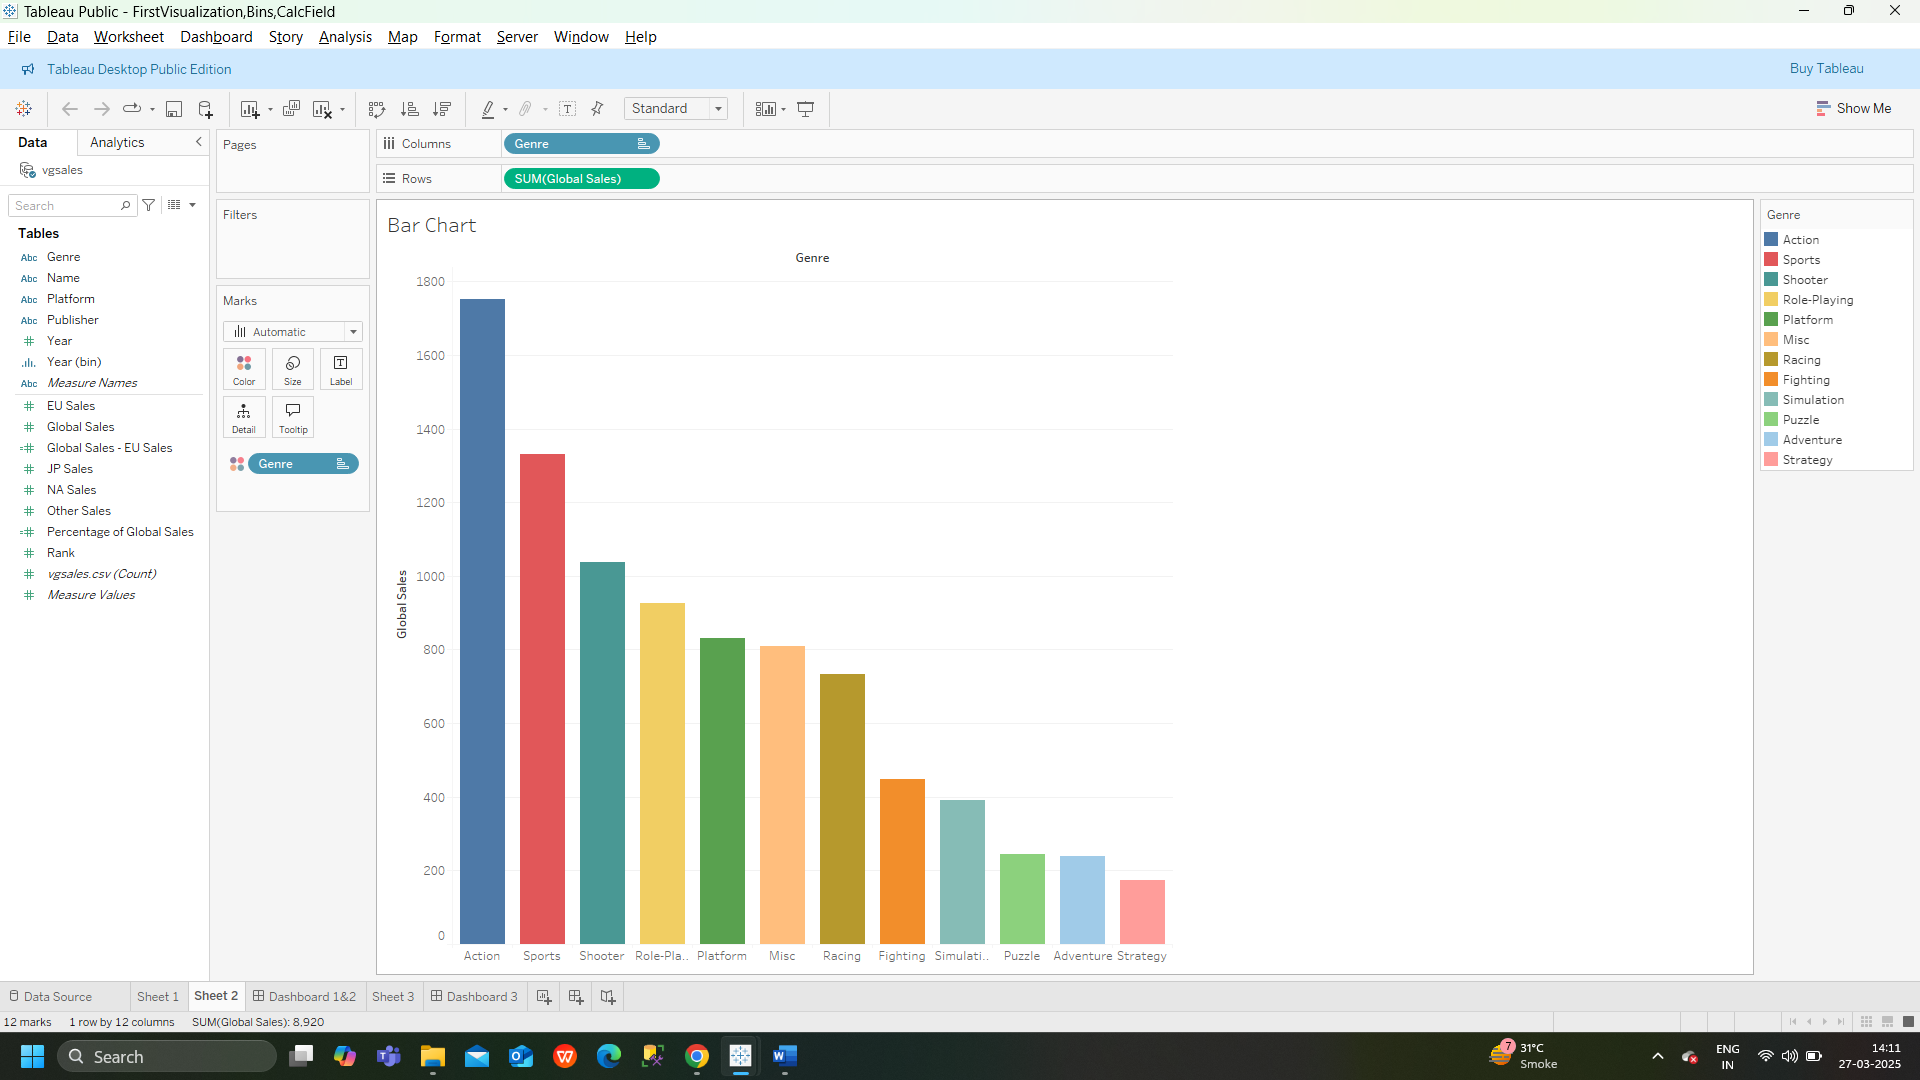 Tableau Public - FirstVisualization,Bins,CalcField
File Data Worksheet Dashboard Story Analysis Map Format Server Window Help
Tableau Desktop Public Edition
Buy Tableau
Standard
Show Me
Data
Analytics
vgsales
Search
Tables
Abc Genre
Abc Name
Abc Platform
Abc Publisher
Year
Year (bin)
Abc Measure Names
EU Sales
Global Sales
Global Sales - EU Sales
JP Sales
NA Sales
Other Sales
Percentage of Global Sales
Rank
vgsales.csv (Count)
Measure Values
Pages
Filters
Marks
Automatic
Color Size Label
Detail Tooltip
Genre
Columns Genre
Rows SUM(Global Sales)
Bar Chart
Genre
Global Sales
1800
1600
1400
1200
1000
800
600
400
200
0
Action Sports Shooter Role-Pla.. Platform Misc Racing Fighting Simulati.. Puzzle Adventure Strategy
Genre
Action
Sports
Shooter
Role-Playing
Platform
Misc
Racing
Fighting
Simulation
Puzzle
Adventure
Strategy
Data Source Sheet 1 Sheet 2 Dashboard 1&2 Sheet 3 Dashboard 3
12 marks 1 row by 12 columns SUM(Global Sales): 8,920
Search
7
31°C
Smoke
ENG
IN
14:11
27-03-2025